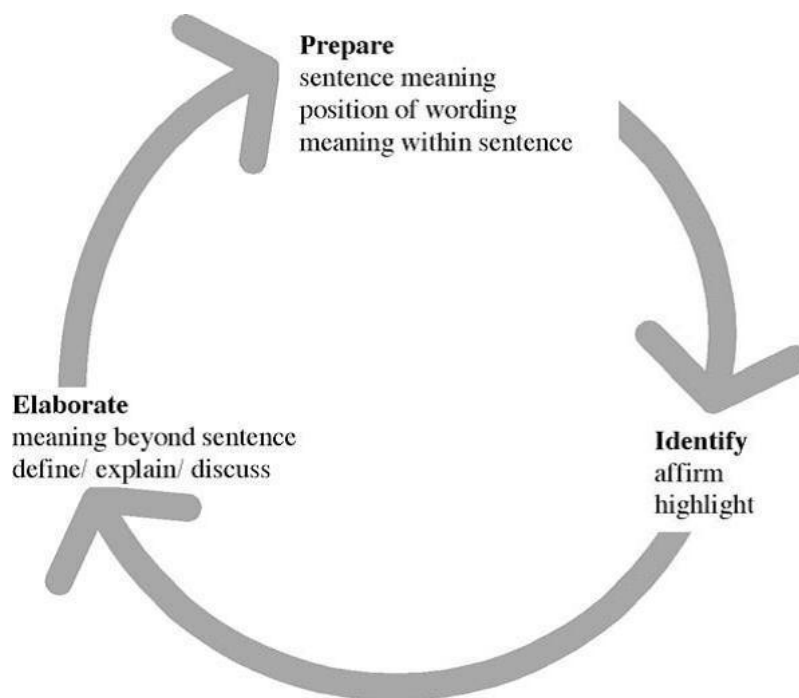 Prepare
sentence meaning
position of wording
meaning within sentence
Identify
affirm
highlight
Elaborate
meaning beyond sentence
define/ explain/ discuss